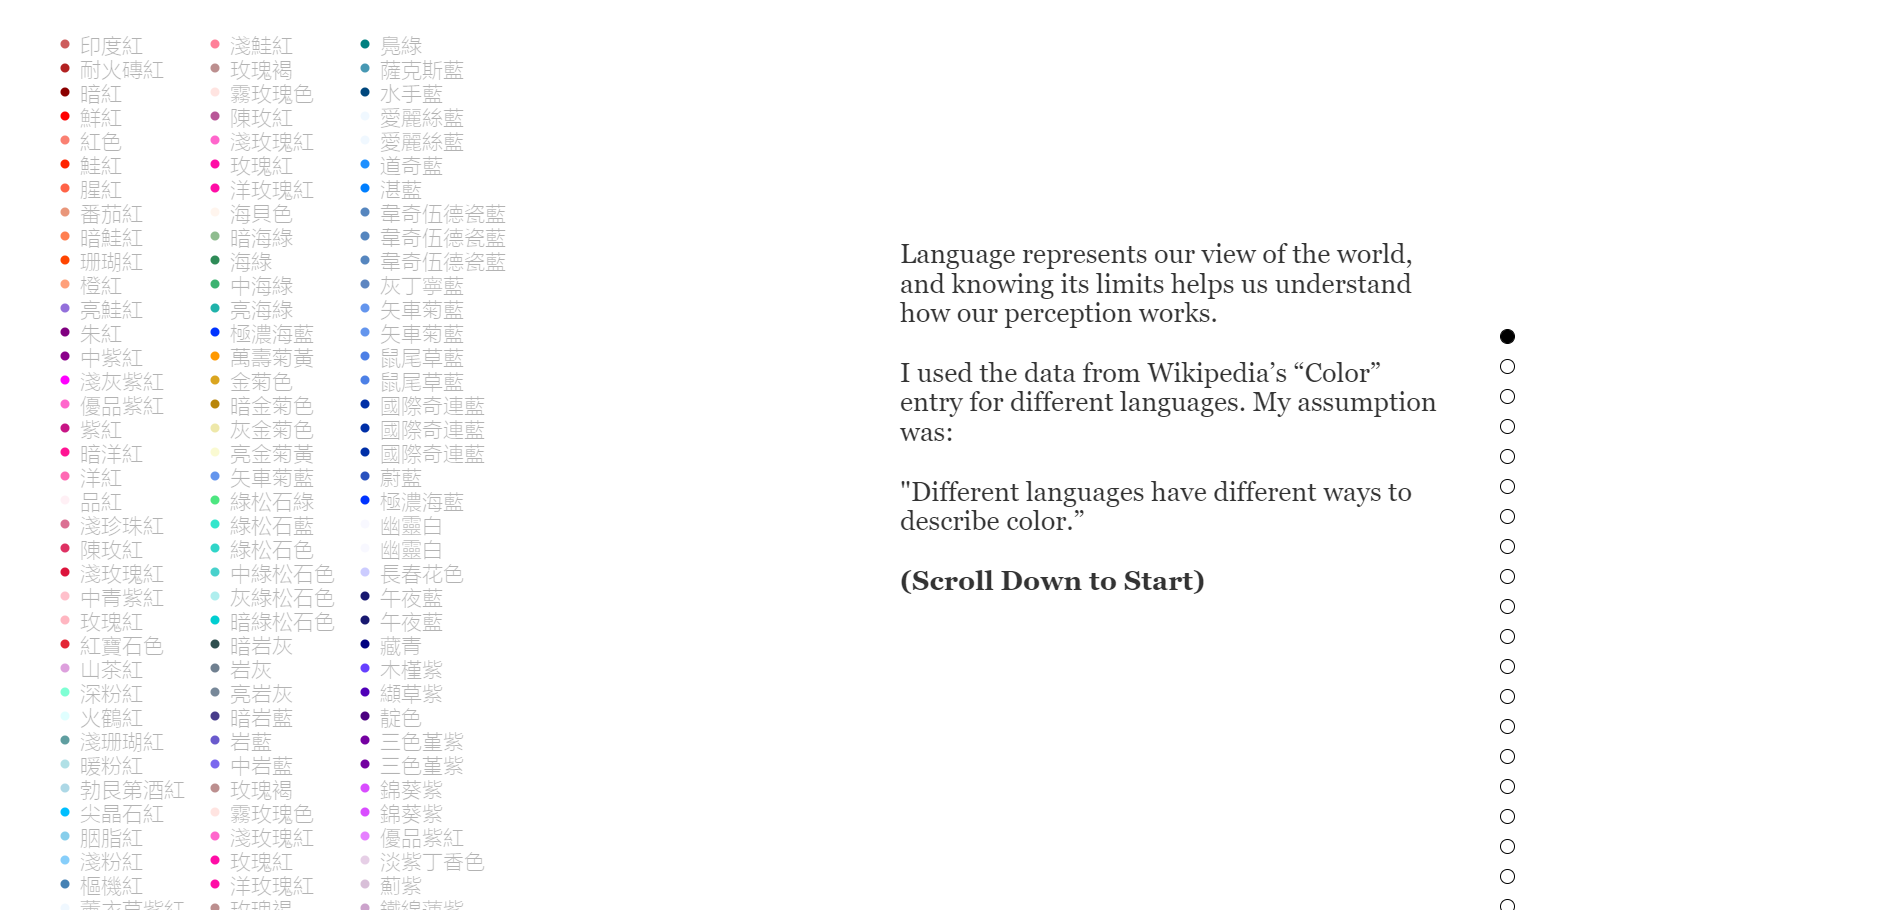 印度紅
耐火磚紅
暗紅
鮮紅
紅色
鮭紅
腥紅
番茄紅
暗鮭紅
珊瑚紅
橙紅
亮鮭紅
朱紅
中紫紅
淺灰紫紅
優品紫紅
紫紅
暗洋紅
洋紅
品紅
淺珍珠紅
陳玫紅
淺玫瑰紅
中青紫紅
玫瑰紅
紅寶石色
山茶紅
深粉紅
火鶴紅
淺珊瑚紅
暖粉紅
勃艮第酒紅
尖晶石紅
胭脂紅
淺粉紅
樞機紅
薰衣草紫紅
淺鮭紅
玫瑰褐
霧玫瑰色
陳玫紅
淺玫瑰紅
玫瑰紅
洋玫瑰紅
海貝色
暗海綠
海綠
中海綠
亮海綠
極濃海藍
萬壽菊黃
金菊色
暗金菊色
灰金菊色
亮金菊黃
矢車菊藍
綠松石綠
綠松石藍
綠松石色
中綠松石色
灰綠松石色
暗綠松石色
暗岩灰
岩灰
亮岩灰
暗岩藍
岩藍
中岩藍
玫瑰褐
霧玫瑰色
淺玫瑰紅
玫瑰紅
洋玫瑰紅
玫瑰褐
鳧綠
薩克斯藍
水手藍
愛麗絲藍
愛麗絲藍
道奇藍
湛藍
韋奇伍德瓷藍
韋奇伍德瓷藍
韋奇伍德瓷藍
灰丁寧藍
矢車菊藍
矢車菊藍
鼠尾草藍
鼠尾草藍
國際奇連藍
國際奇連藍
國際奇連藍
蔚藍
極濃海藍
幽靈白
幽靈白
長春花色
午夜藍
午夜藍
藏青
木槿紫
纈草紫
靛色
三色堇紫
三色堇紫
錦葵紫
錦葵紫
優品紫紅
淡紫丁香色
薊紫
鐵線蓮紫
Language represents our view of the world,
and knowing its limits helps us understand
how our perception works.
I used the data from Wikipedia’s “Color”
entry for different languages. My assumption
was:
"Different languages have different ways to
describe color.”
(Scroll Down to Start)